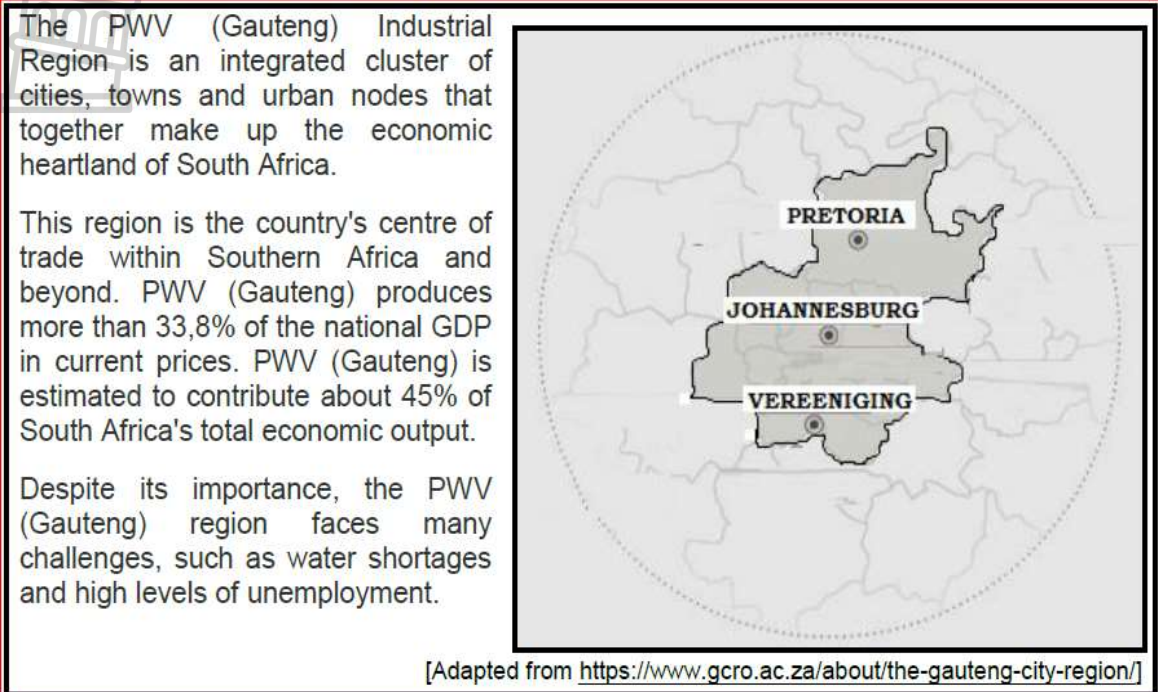 The PWV (Gauteng) Industrial
Region is an integrated cluster of
cities, towns and urban nodes that
together make up the economic
heartland of South Africa.
This region is the country's centre of
trade within Southern Africa and
beyond. PWV (Gauteng) produces
more than 33,8% of the national GDP
in current prices. PWV (Gauteng) is
estimated to contribute about 45% of
South Africa's total economic output.
Despite its importance, the PWV
(Gauteng) region faces many
challenges, such as water shortages
and high levels of unemployment.
PRETORIA
JOHANNESBURG
VEREENIGING
[Adapted from https://www.gcro.ac.za/about/the-gauteng-city-region/]